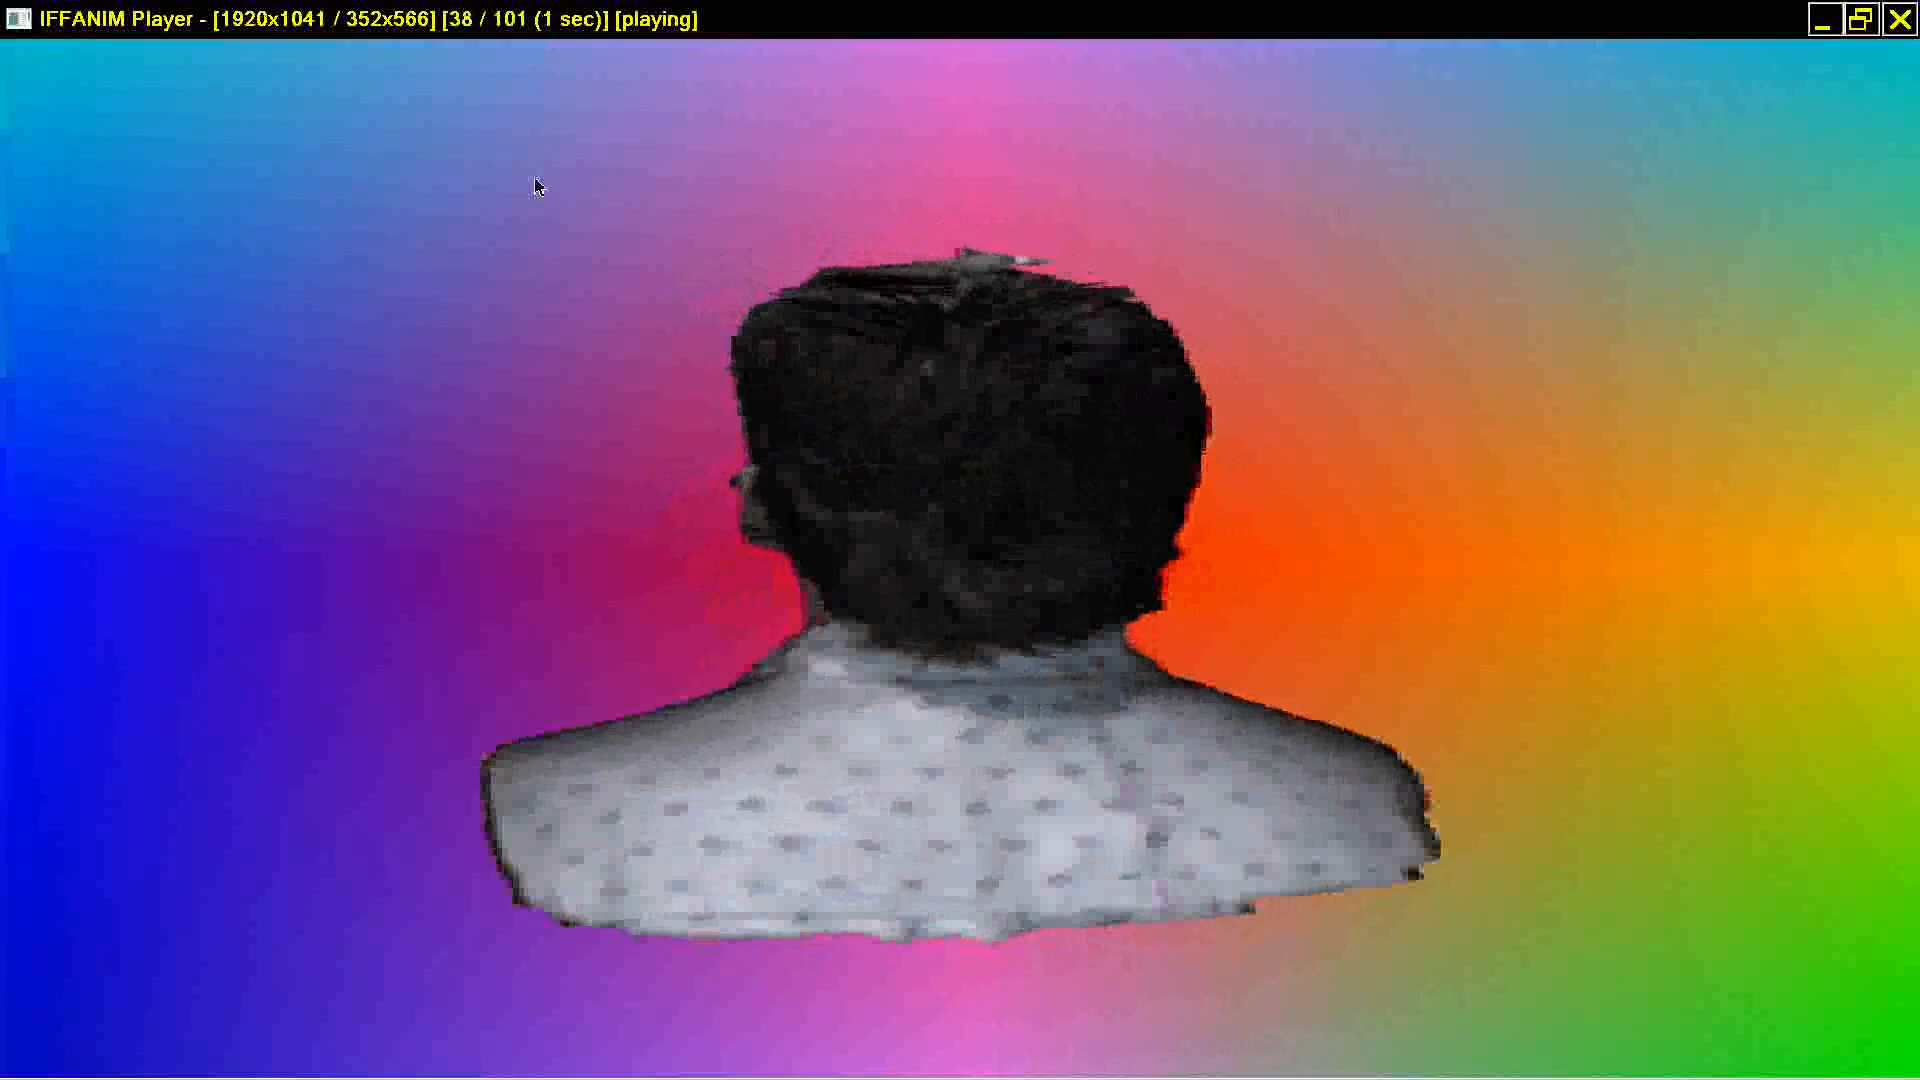 IFFANIM Player - [1920x1041 / 352x566] [38 / 101 (1 sec)] [playing]